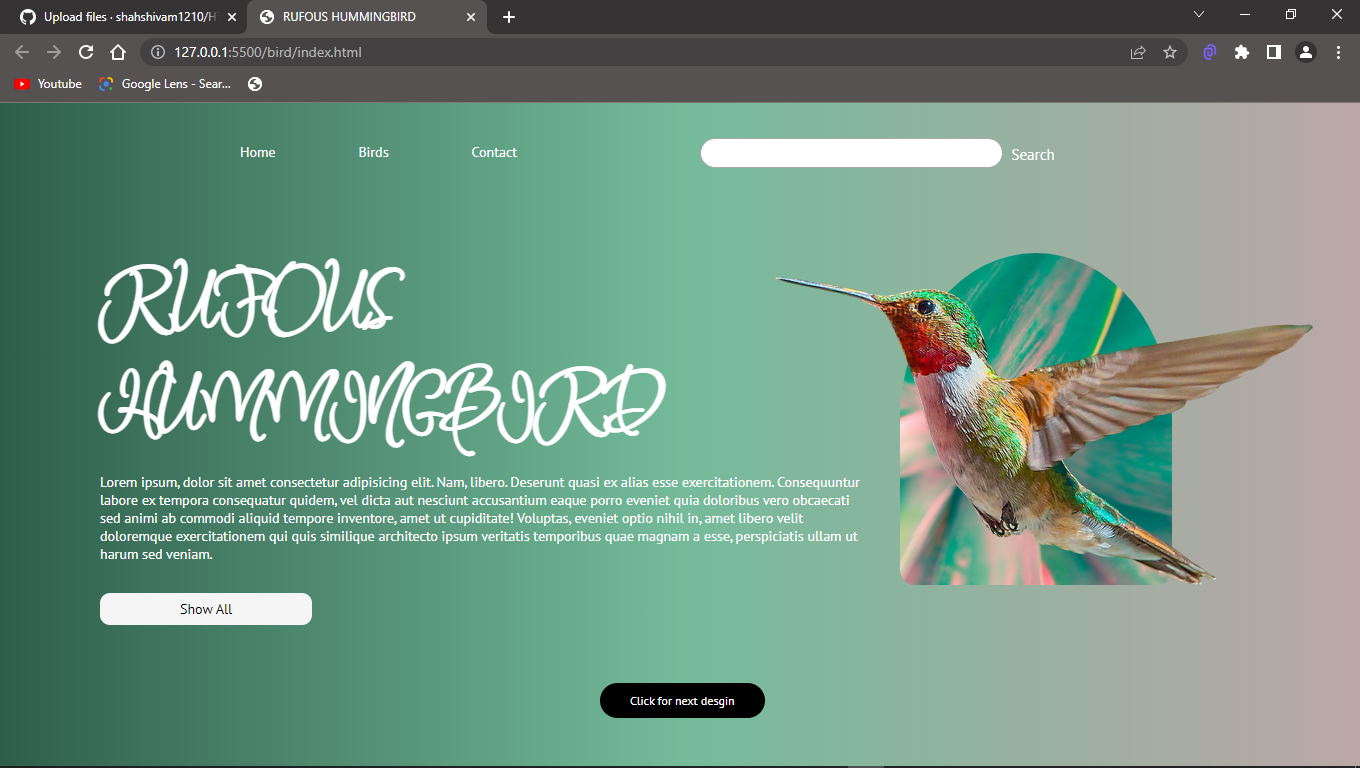 Upload files · shahshivam1210/H
RUFOUS HUMMINGBIRD
127.0.0.1:5500/bird/index.html
Youtube
Google Lens - Sear...
Home
Birds
Contact
Search
RUFOUS
HUMMINGBIRD
Lorem ipsum, dolor sit amet consectetur adipisicing elit. Nam, libero. Deserunt quasi ex alias esse exercitationem. Consequuntur
labore ex tempora consequatur quidem, vel dicta aut nesciunt accusantium eaque porro eveniet quia doloribus vero obcaecati
sed animi ab commodi aliquid tempore inventore, amet ut cupiditate! Voluptas, eveniet optio nihil in, amet libero velit
doloremque exercitationem qui quis similique architecto ipsum veritatis temporibus quae magnam a esse, perspiciatis ullam ut
harum sed veniam.
Show All
Click for next desgin